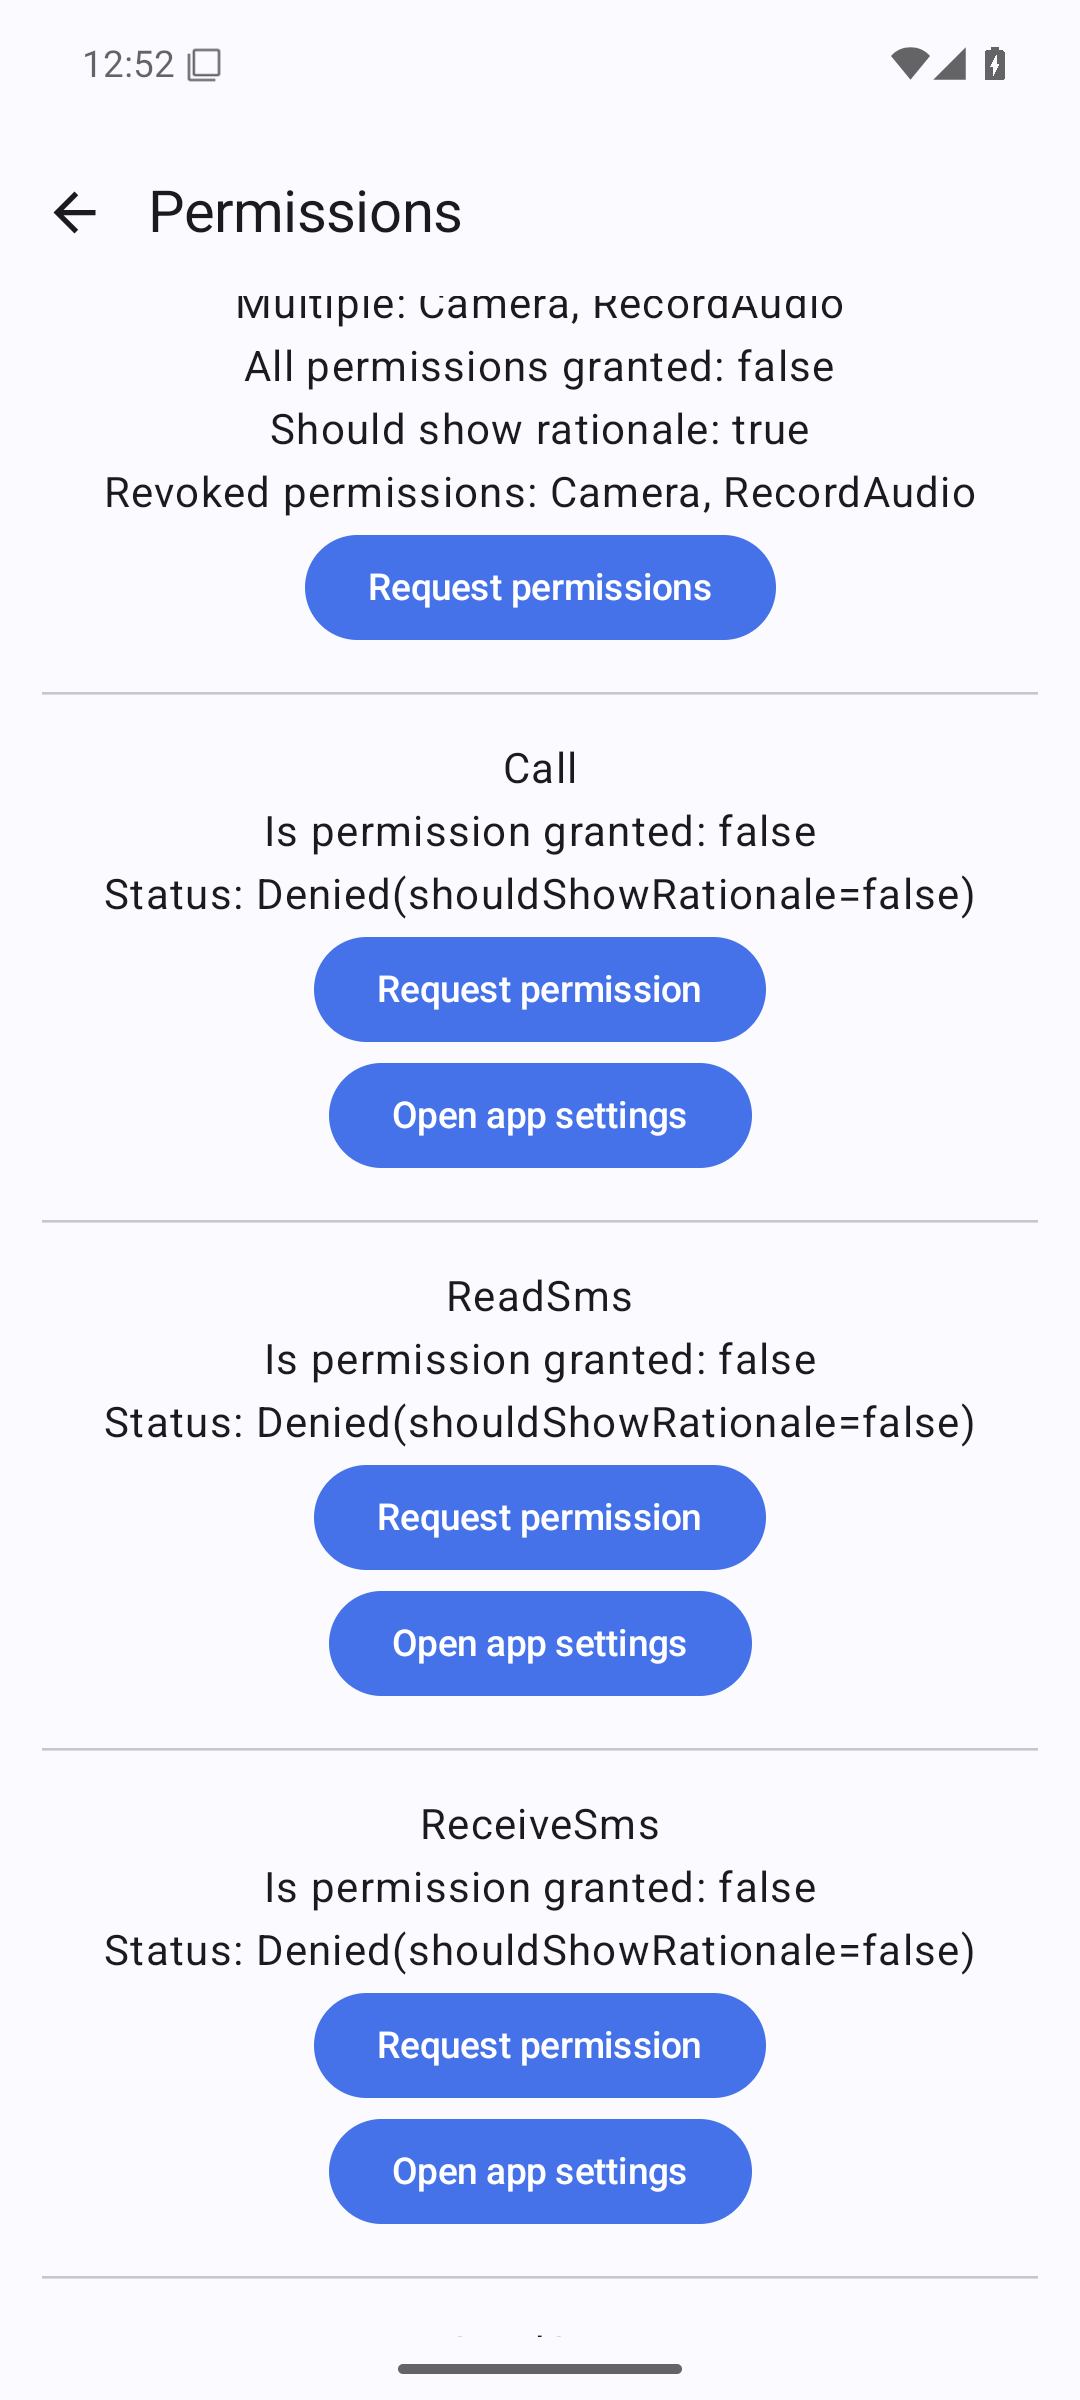 12:52
Permissions
Multiple: Camera, RecordAudio
All permissions granted: false
Should show rationale: true
Revoked permissions: Camera, RecordAudio
Request permissions
Call
Is permission granted: false
Status: Denied(shouldShowRationale=false)
Request permission
Open app settings
ReadSms
Is permission granted: false
Status: Denied(shouldShowRationale=false)
Request permission
Open app settings
ReceiveSms
Is permission granted: false
Status: Denied(shouldShowRationale=false)
Request permission
Open app settings